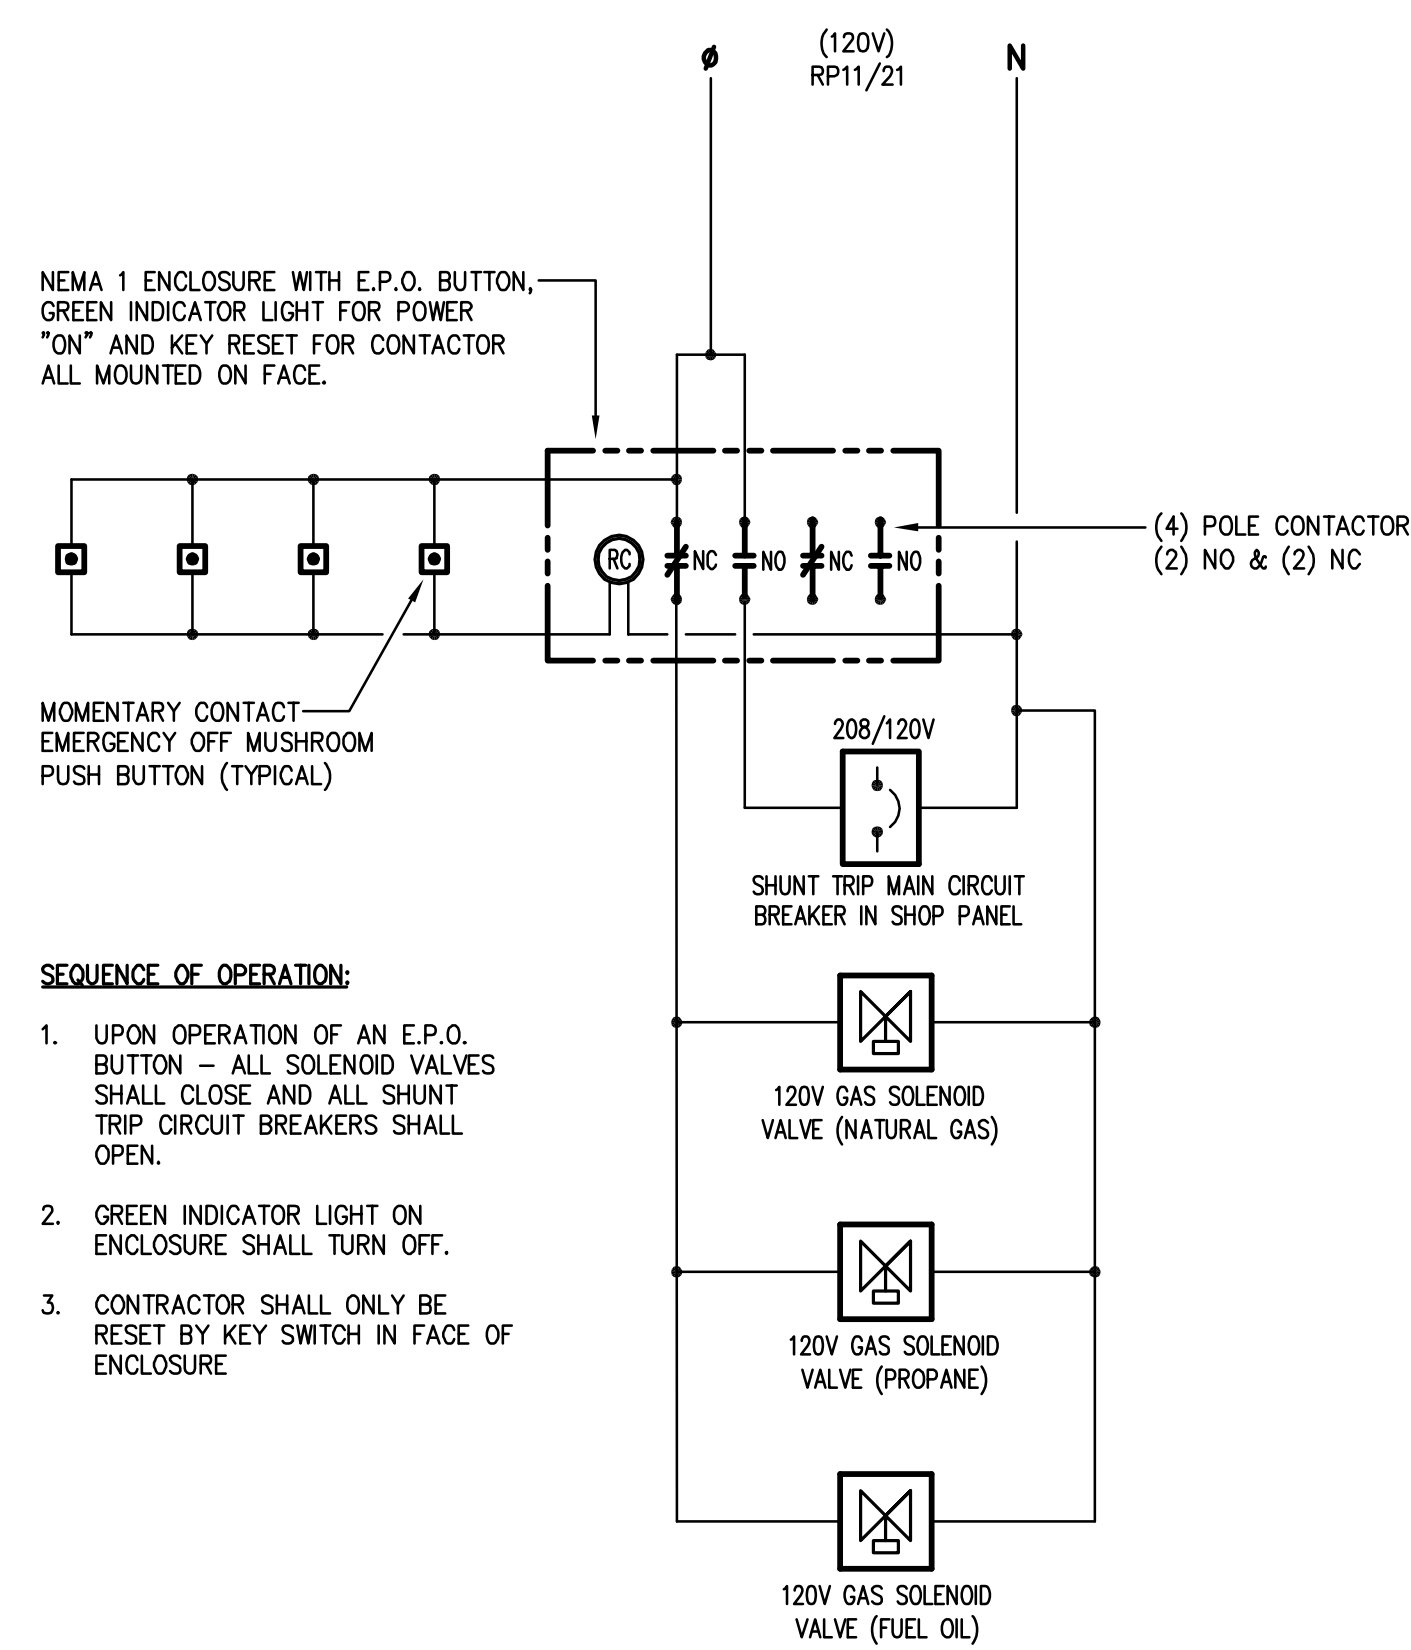 ø
(120V)
RP11/21
N
NEMA 1 ENCLOSURE WITH E.P.O. BUTTON,
GREEN INDICATOR LIGHT FOR POWER
"ON" AND KEY RESET FOR CONTACTOR
ALL MOUNTED ON FACE.
RC
NC
NO
NC
NO
(4) POLE CONTACTOR
(2) NO & (2) NC
MOMENTARY CONTACT
EMERGENCY OFF MUSHROOM
PUSH BUTTON (TYPICAL)
208/120V
SHUNT TRIP MAIN CIRCUIT
BREAKER IN SHOP PANEL
SEQUENCE OF OPERATION:
1. UPON OPERATION OF AN E.P.O.
BUTTON – ALL SOLENOID VALVES
SHALL CLOSE AND ALL SHUNT
TRIP CIRCUIT BREAKERS SHALL
OPEN.
2. GREEN INDICATOR LIGHT ON
ENCLOSURE SHALL TURN OFF.
3. CONTRACTOR SHALL ONLY BE
RESET BY KEY SWITCH IN FACE OF
ENCLOSURE
120V GAS SOLENOID
VALVE (NATURAL GAS)
120V GAS SOLENOID
VALVE (PROPANE)
120V GAS SOLENOID
VALVE (FUEL OIL)